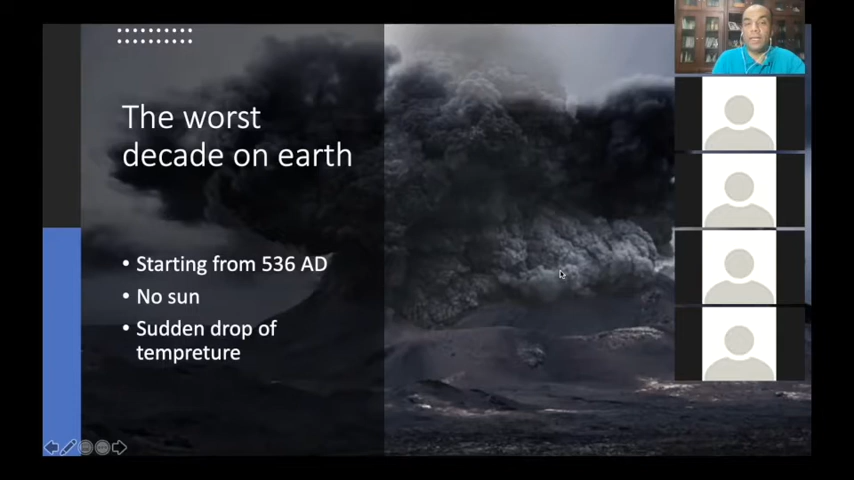 The worst
decade on earth
• Starting from 536 AD
• No sun
• Sudden drop of
tempreture